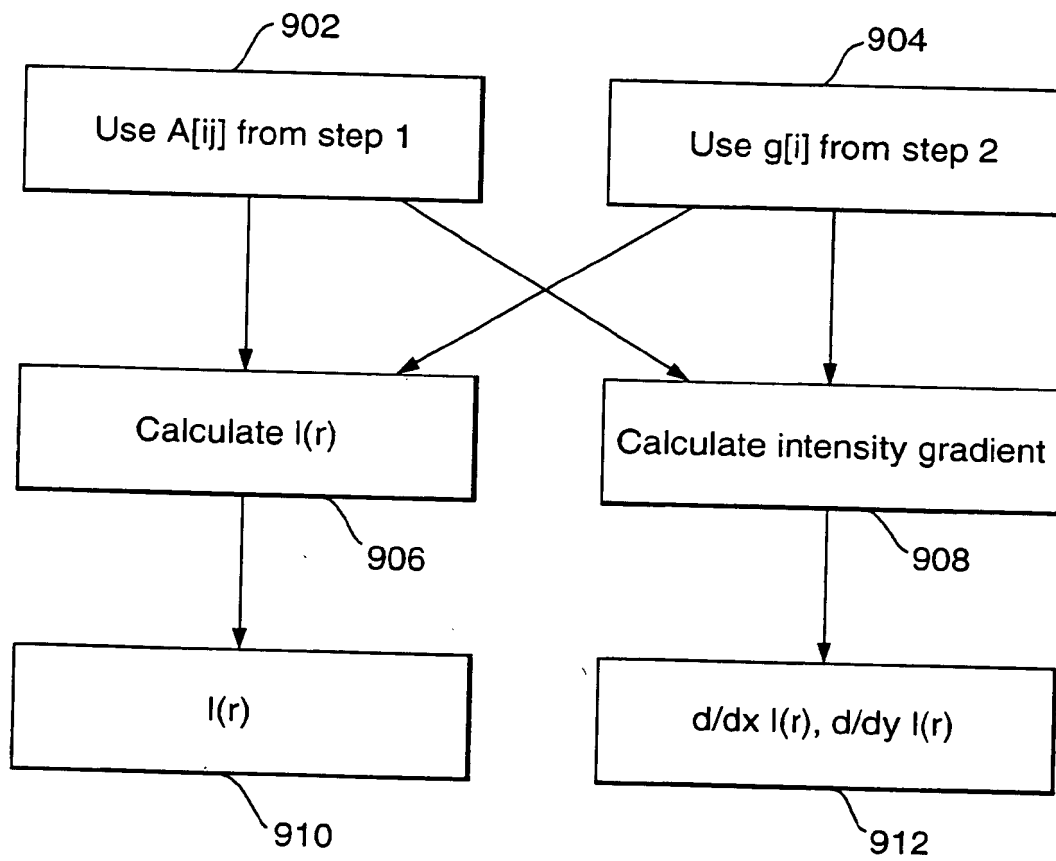 902
904
Use A[ij] from step 1
Use g[i] from step 2
Calculate I(r)
Calculate intensity gradient
906
908
I(r)
d/dx I(r), d/dy I(r)
910
912